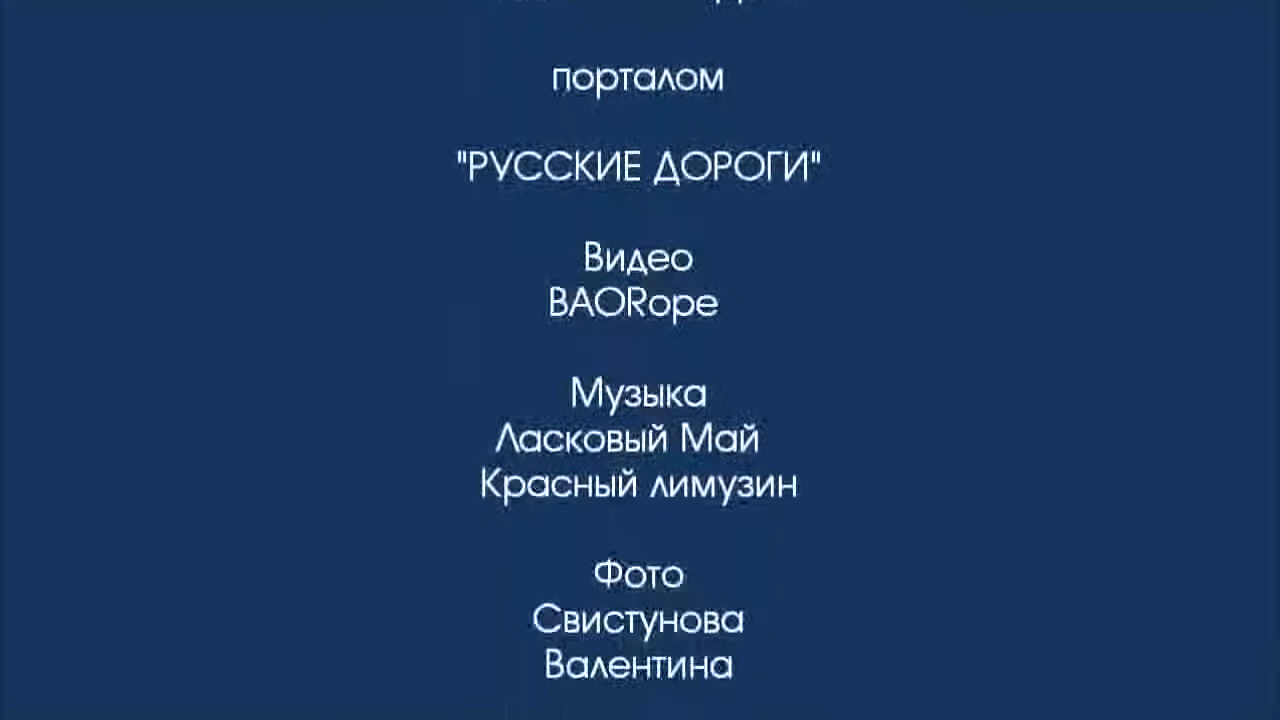 порталом
"РУССКИЕ ДОРОГИ"
Видео
BAORope
Музыка
Ласковый Май
Красный лимузин
Фото
Свистунова
Валентина